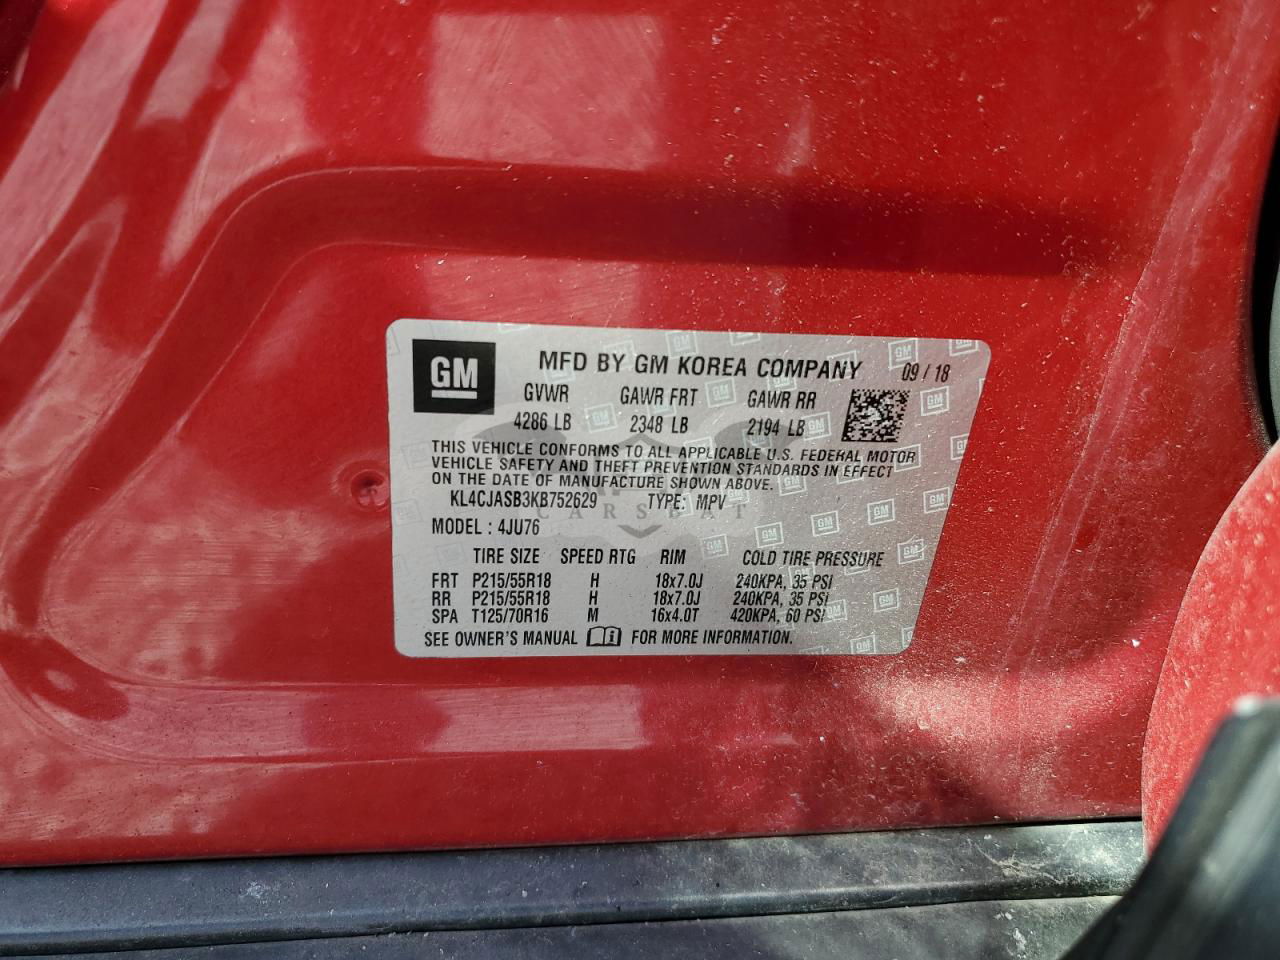 GM MFD BY GM KOREA COMPANY 09 / 18
GVWR GAWR FRT GAWR RR
4286 LB 2348 LB 2194 LB
THIS VEHICLE CONFORMS TO ALL APPLICABLE U.S. FEDERAL MOTOR
VEHICLE SAFETY AND THEFT PREVENTION STANDARDS IN EFFECT
ON THE DATE OF MANUFACTURE SHOWN ABOVE.
KL4CJASB3KB752629 TYPE: MPV
CARSBAT
MODEL : 4JU76
TIRE SIZE SPEED RTG RIM COLD TIRE PRESSURE
FRT P215/55R18 H 18x7.0J 240KPA, 35 PSI
RR P215/55R18 H 18x7.0J 240KPA, 35 PSI
SPA T125/70R16 M 16x4.0T 420KPA, 60 PSI
SEE OWNER'S MANUAL FOR MORE INFORMATION.